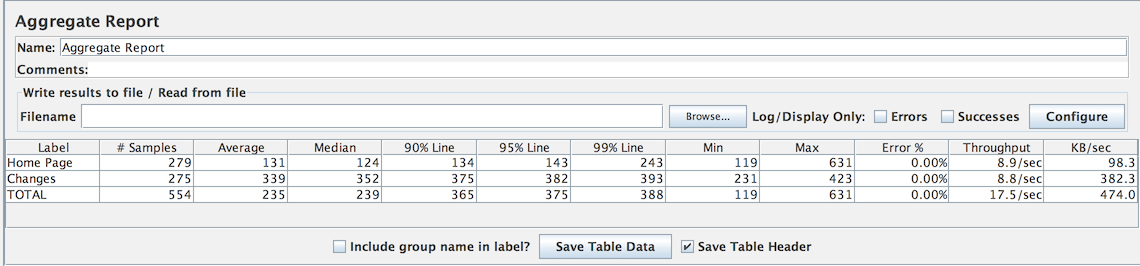 Aggregate Report
Name: Aggregate Report
Comments:
Write results to file / Read from file
Filename Browse... Log/Display Only: Errors Successes Configure
Label # Samples Average Median 90% Line 95% Line 99% Line Min Max Error % Throughput KB/sec
Home Page 279 131 124 134 143 243 119 631 0.00% 8.9/sec 98.3
Changes 275 339 352 375 382 393 231 423 0.00% 8.8/sec 382.3
TOTAL 554 235 239 365 375 388 119 631 0.00% 17.5/sec 474.0
Include group name in label? Save Table Data Save Table Header